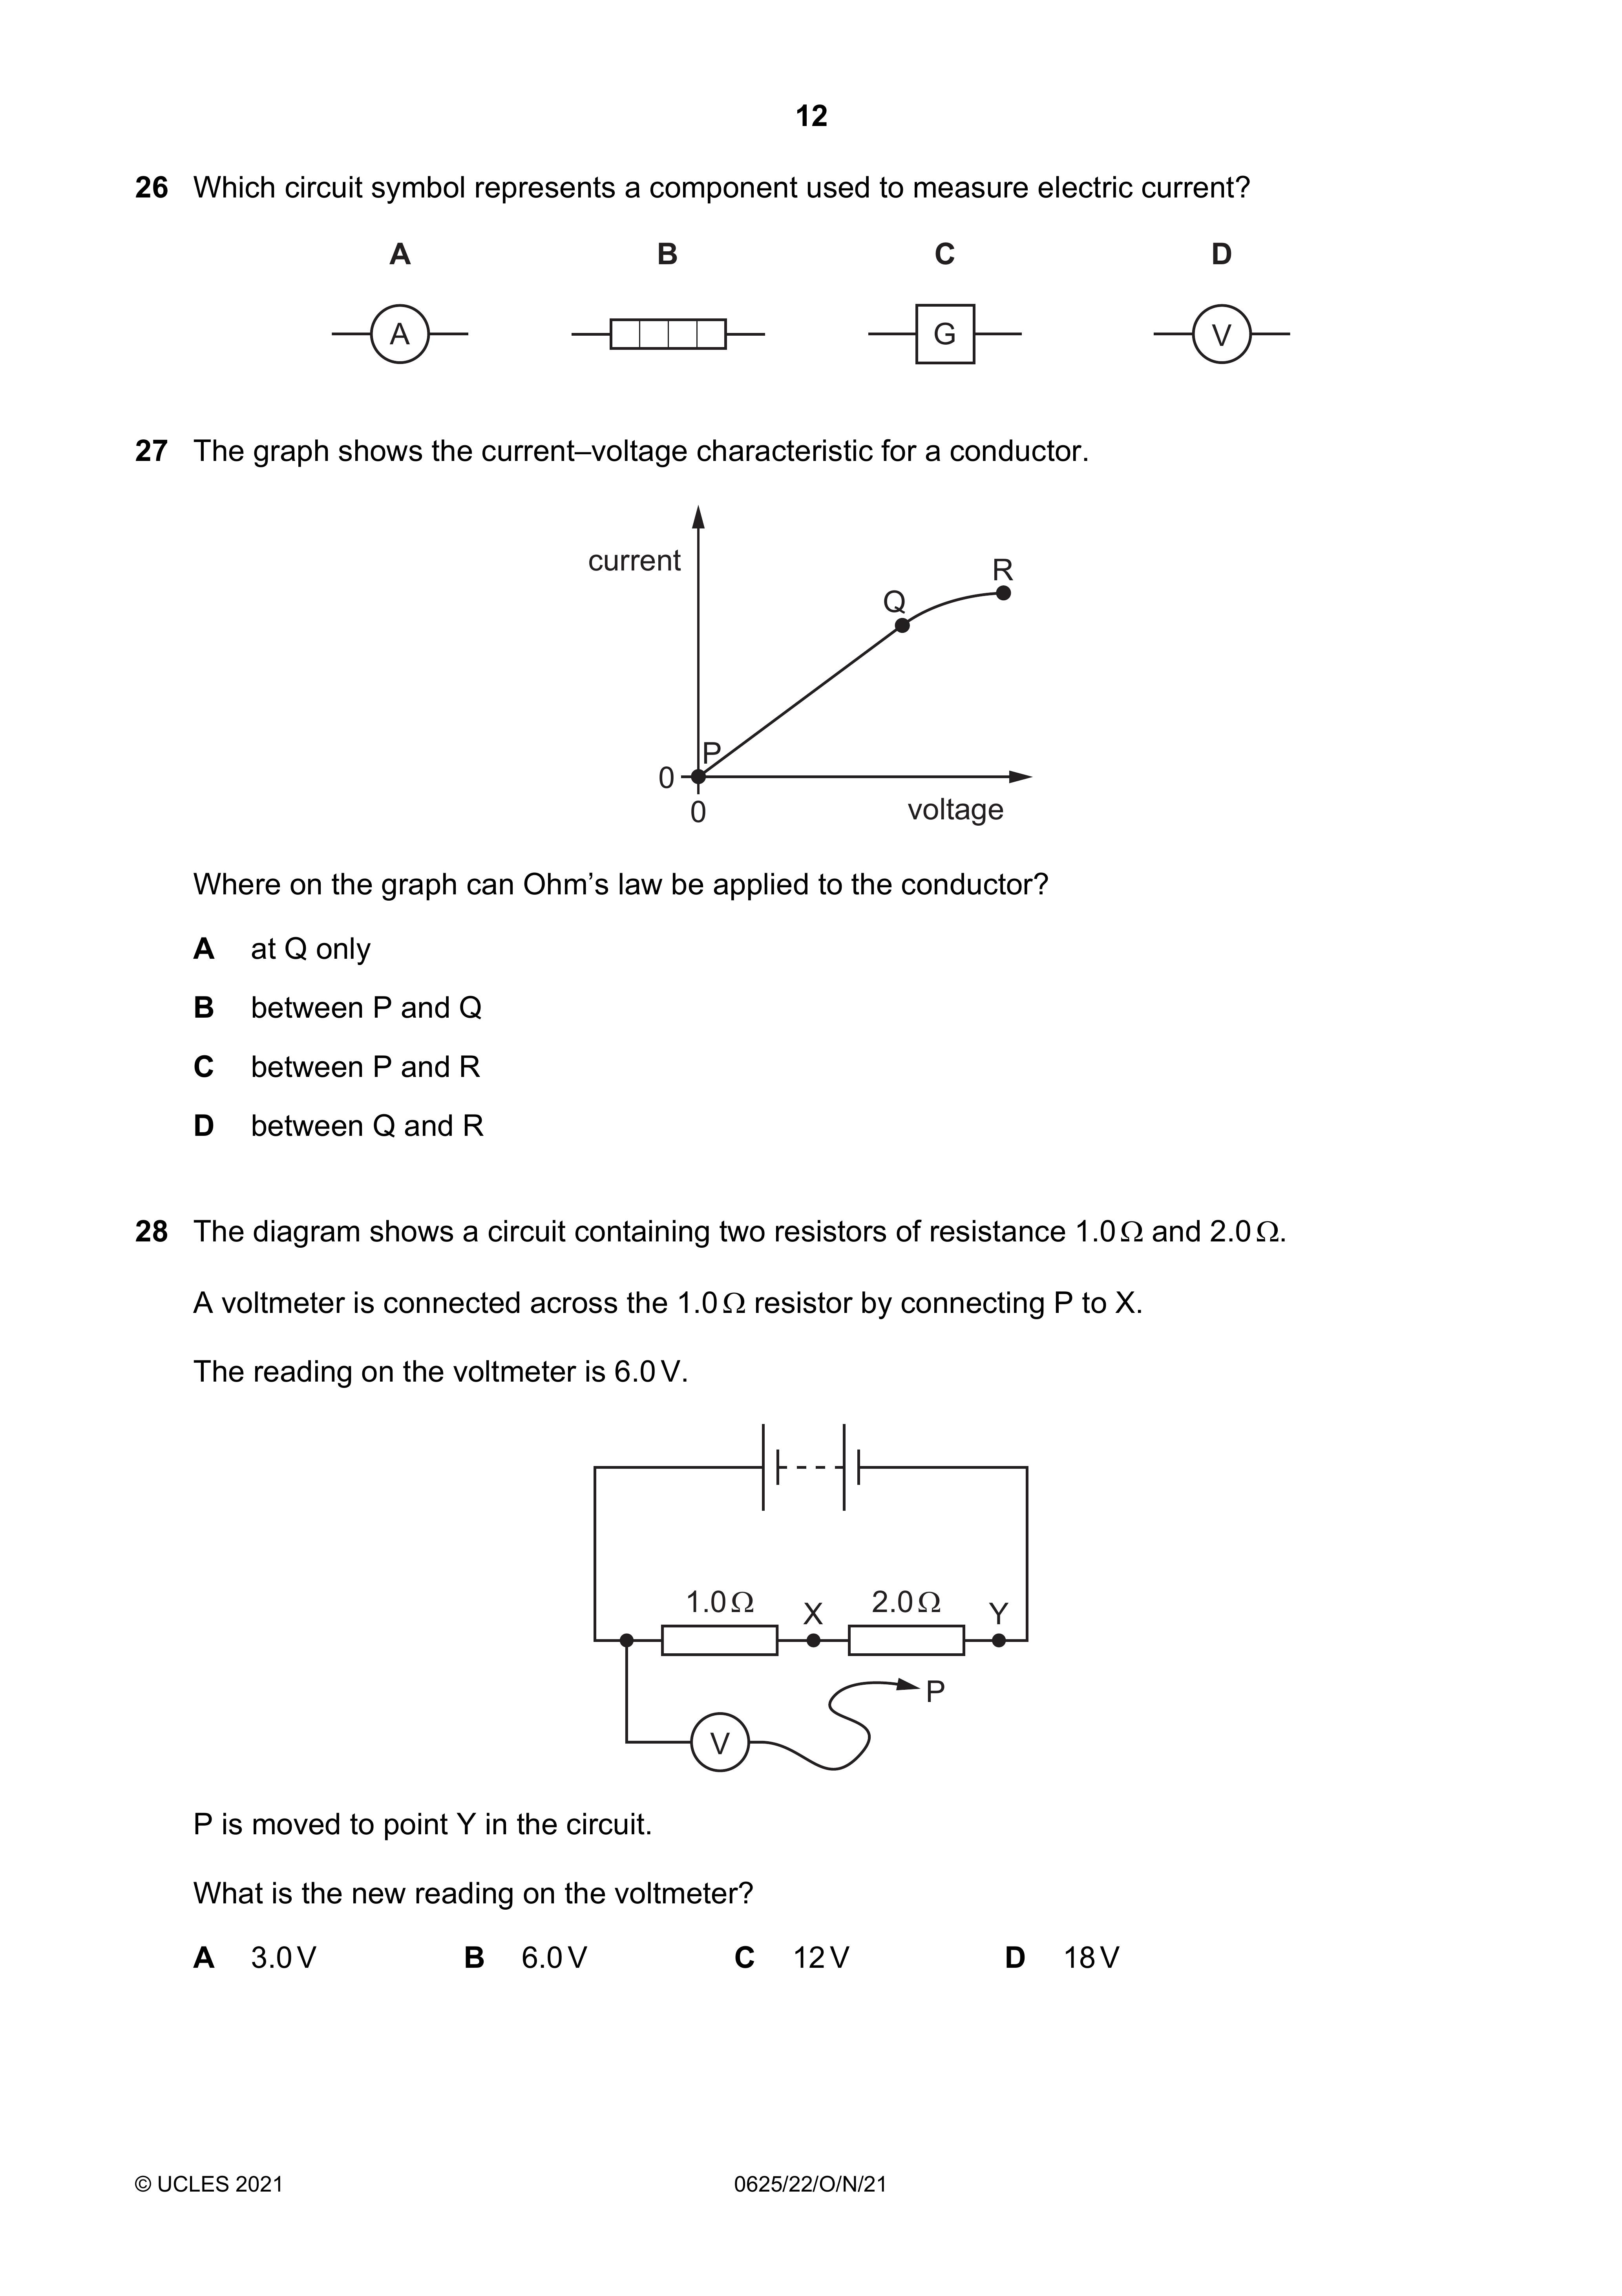 12
26 Which circuit symbol represents a component used to measure electric current?
A B C D
A G V
27 The graph shows the current–voltage characteristic for a conductor.
current
R
Q
P
0
0
voltage
Where on the graph can Ohm’s law be applied to the conductor?
A at Q only
B between P and Q
C between P and R
D between Q and R
28 The diagram shows a circuit containing two resistors of resistance 1.0 Ω and 2.0 Ω.
A voltmeter is connected across the 1.0 Ω resistor by connecting P to X.
The reading on the voltmeter is 6.0 V.
1.0 Ω X 2.0 Ω Y
P
V
P is moved to point Y in the circuit.
What is the new reading on the voltmeter?
A 3.0 V B 6.0 V C 12 V D 18 V
© UCLES 2021 0625/22/O/N/21